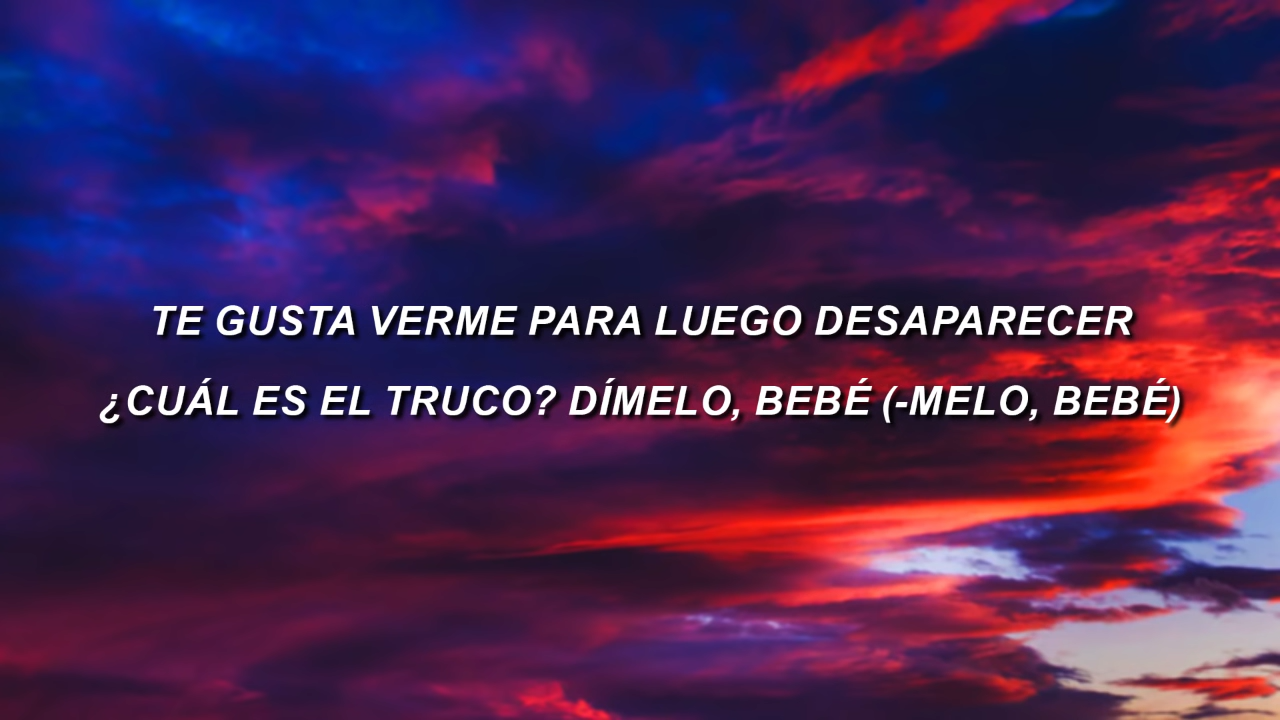 TE GUSTA VERME PARA LUEGO DESAPARECER
¿CUÁL ES EL TRUCO? DÍMELO, BEBÉ (-MELO, BEBÉ)